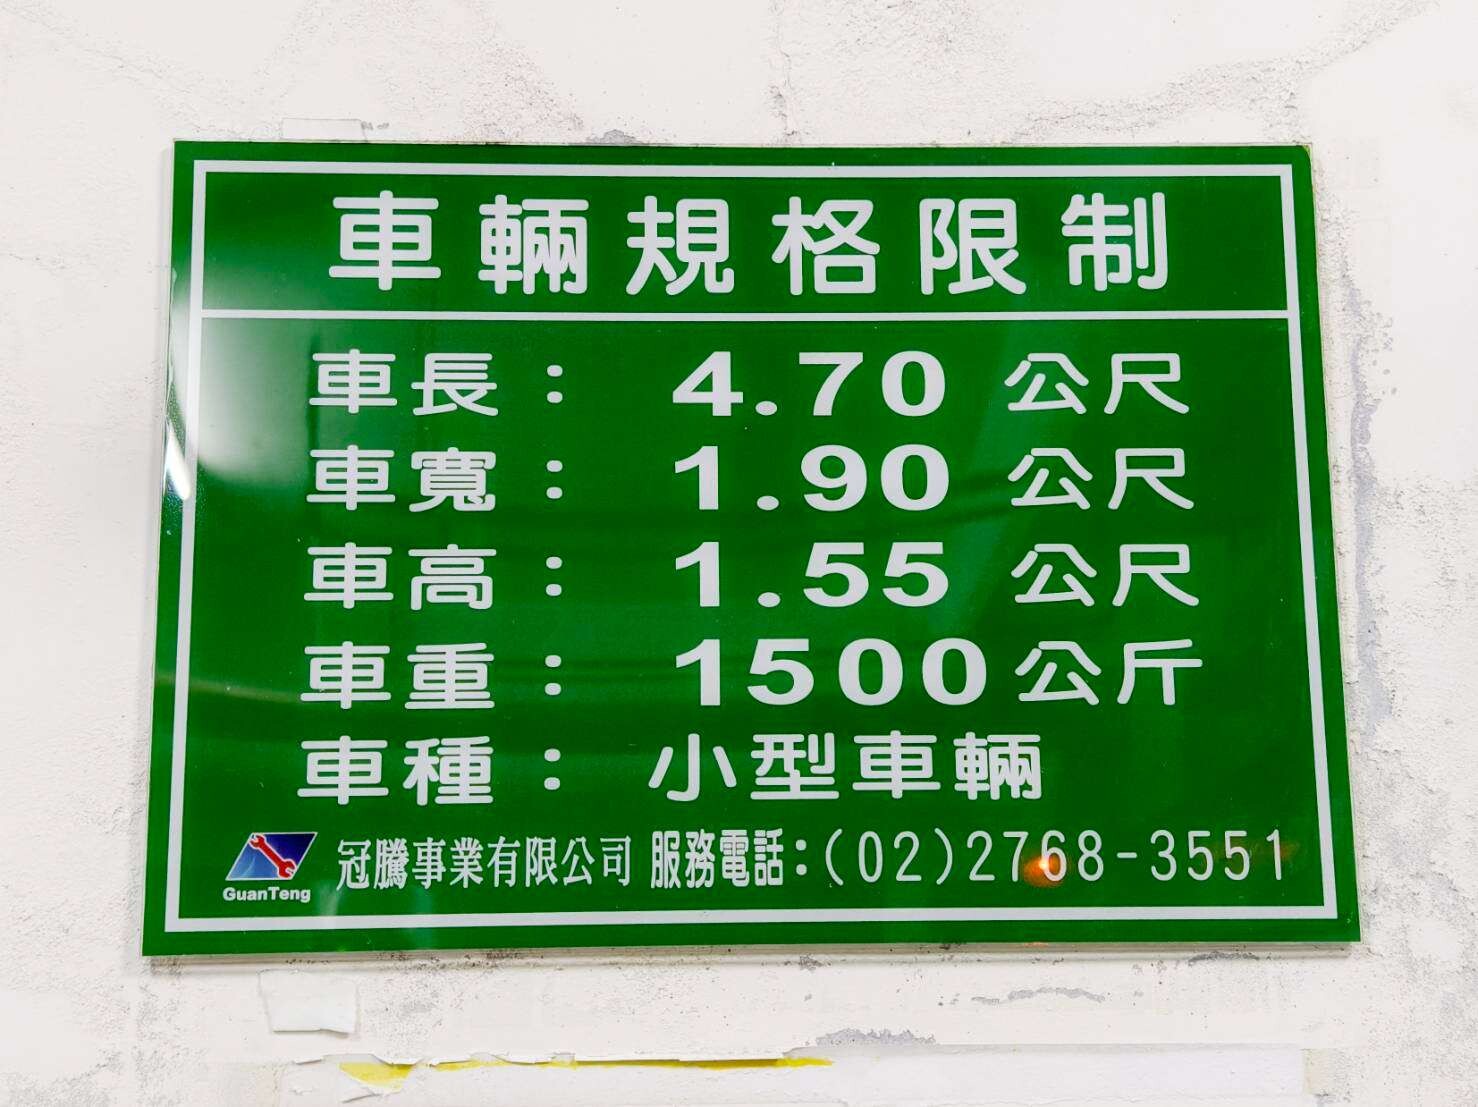 車輛規格限制
車長： 4.70 公尺
車寬： 1.90 公尺
車高： 1.55 公尺
車重： 1500 公斤
車種： 小型車輛
GuanTeng 冠騰事業有限公司 服務電話：(02)2768-3551